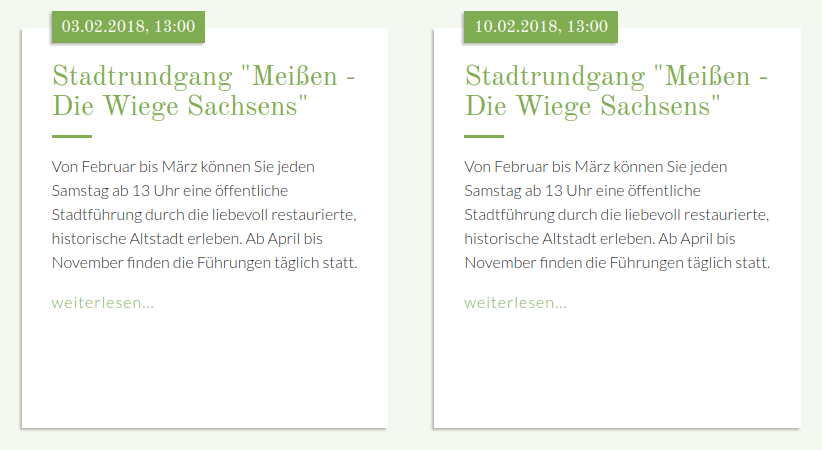 03.02.2018, 13:00
Stadtrundgang "Meißen -
Die Wiege Sachsens"
Von Februar bis März können Sie jeden
Samstag ab 13 Uhr eine öffentliche
Stadtführung durch die liebevoll restaurierte,
historische Altstadt erleben. Ab April bis
November finden die Führungen täglich statt.
weiterlesen...
10.02.2018, 13:00
Stadtrundgang "Meißen -
Die Wiege Sachsens"
Von Februar bis März können Sie jeden
Samstag ab 13 Uhr eine öffentliche
Stadtführung durch die liebevoll restaurierte,
historische Altstadt erleben. Ab April bis
November finden die Führungen täglich statt.
weiterlesen...